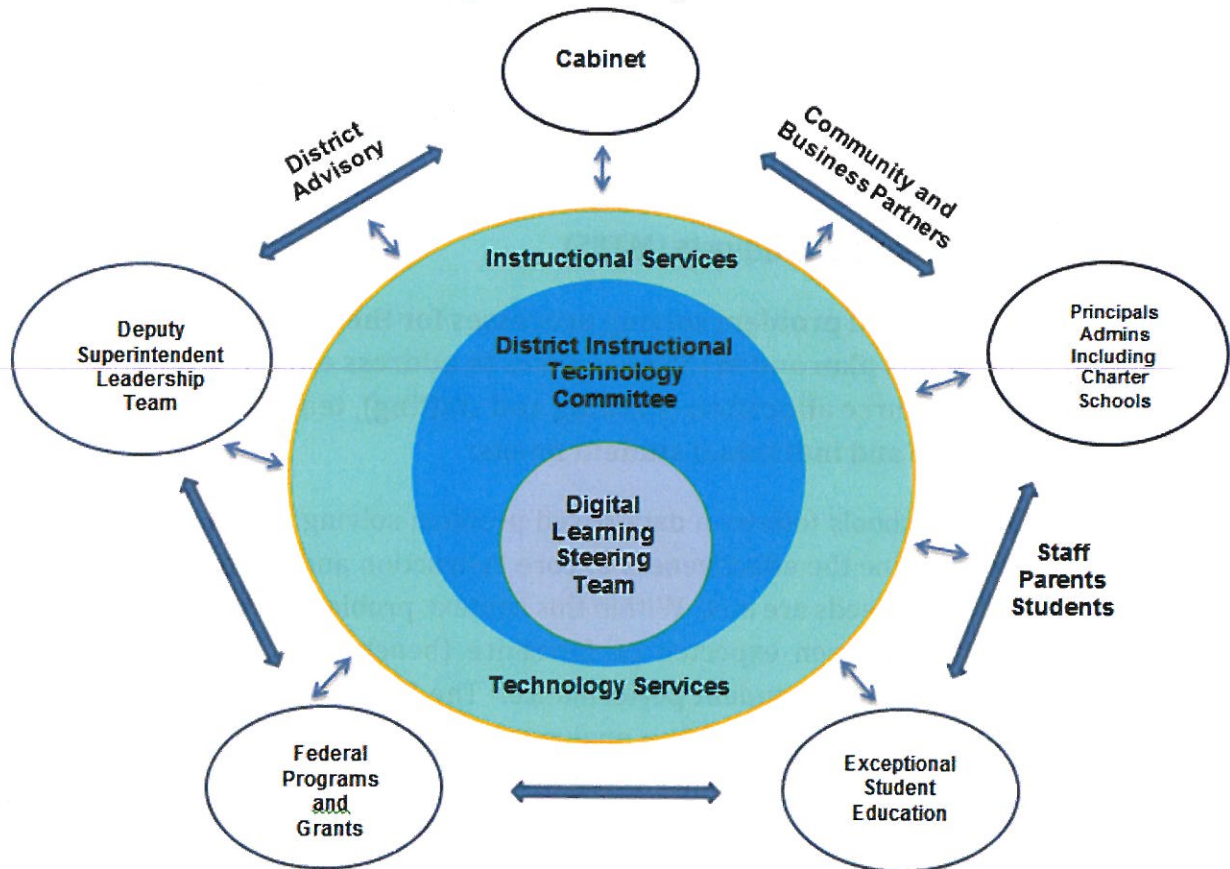 Cabinet
District
Advisory
Community and
Business Partners
Instructional Services
Deputy
Superintendent
Leadership
Team
District Instructional
Technology
Committee
Principals
Admins
Including
Charter
Schools
Digital
Learning
Steering
Team
Staff
Parents
Students
Technology Services
Federal
Programs
and
Grants
Exceptional
Student
Education